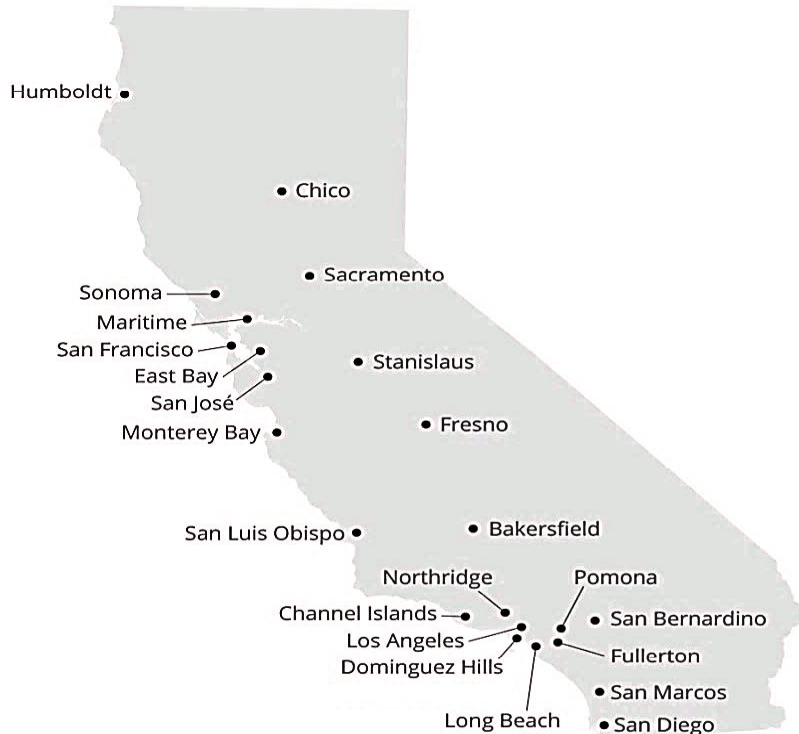 Humboldt
Chico
Sacramento
Sonoma
Maritime
San Francisco
East Bay
Stanislaus
San José
Fresno
Monterey Bay
San Luis Obispo
Bakersfield
Northridge
Pomona
Channel Islands
San Bernardino
Los Angeles
Fullerton
Dominguez Hills
San Marcos
Long Beach
San Diego